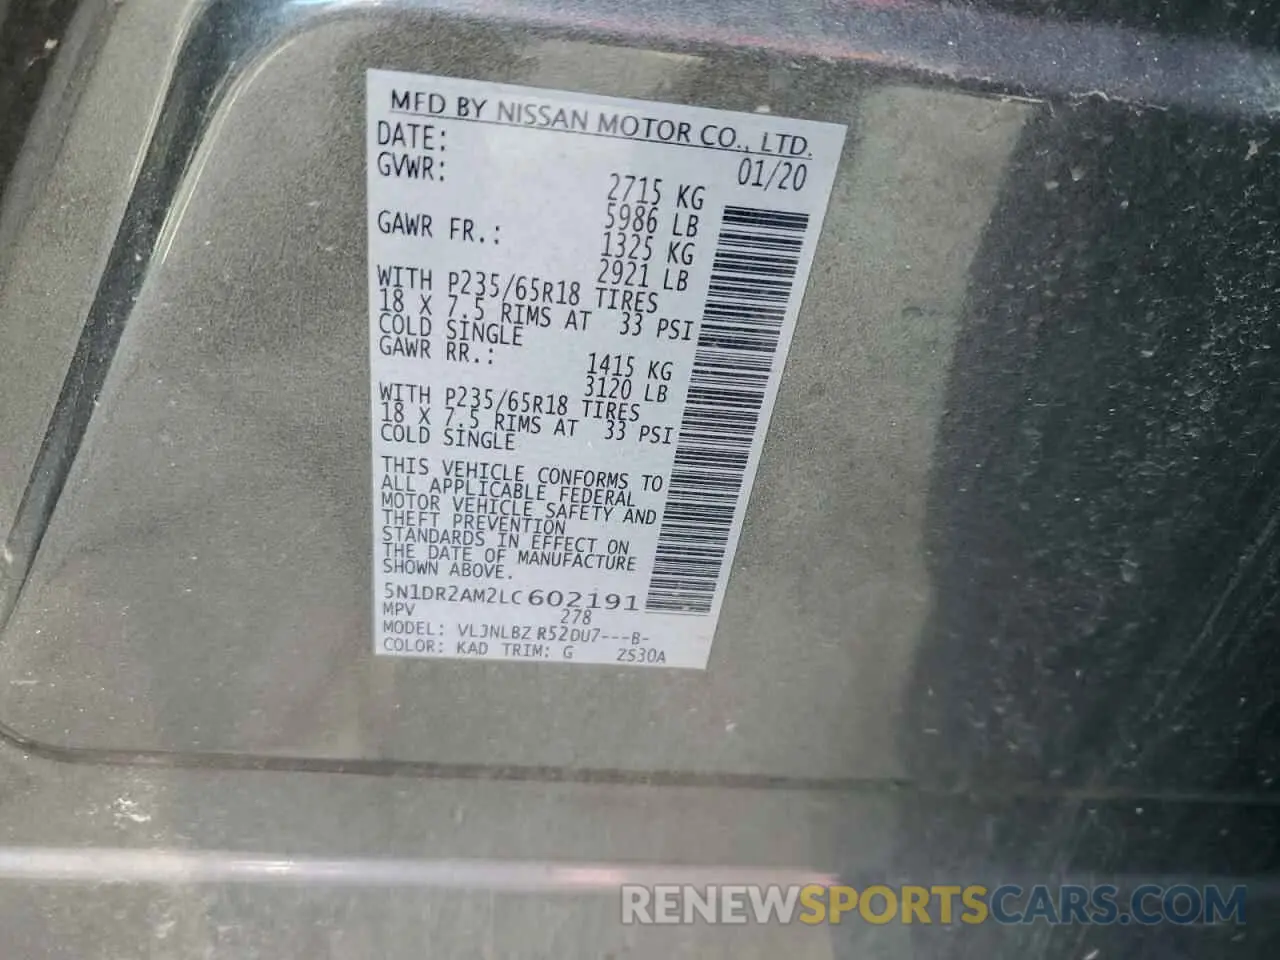 MFD BY NISSAN MOTOR CO., LTD.
DATE: 01/20
GVWR: 2715 KG
5986 LB
GAWR FR.: 1325 KG
2921 LB
WITH P235/65R18 TIRES
18 X 7.5 RIMS AT 33 PSI
COLD SINGLE
GAWR RR.: 1415 KG
3120 LB
WITH P235/65R18 TIRES
18 X 7.5 RIMS AT 33 PSI
COLD SINGLE
THIS VEHICLE CONFORMS TO
ALL APPLICABLE FEDERAL
MOTOR VEHICLE SAFETY AND
THEFT PREVENTION
STANDARDS IN EFFECT ON
THE DATE OF MANUFACTURE
SHOWN ABOVE.
5N1DR2AM2LC602191
MPV 278
MODEL: VLJNLBZ R52DU7---B-
COLOR: KAD TRIM: G ZS30A
RENEWSPORTSCARS.COM